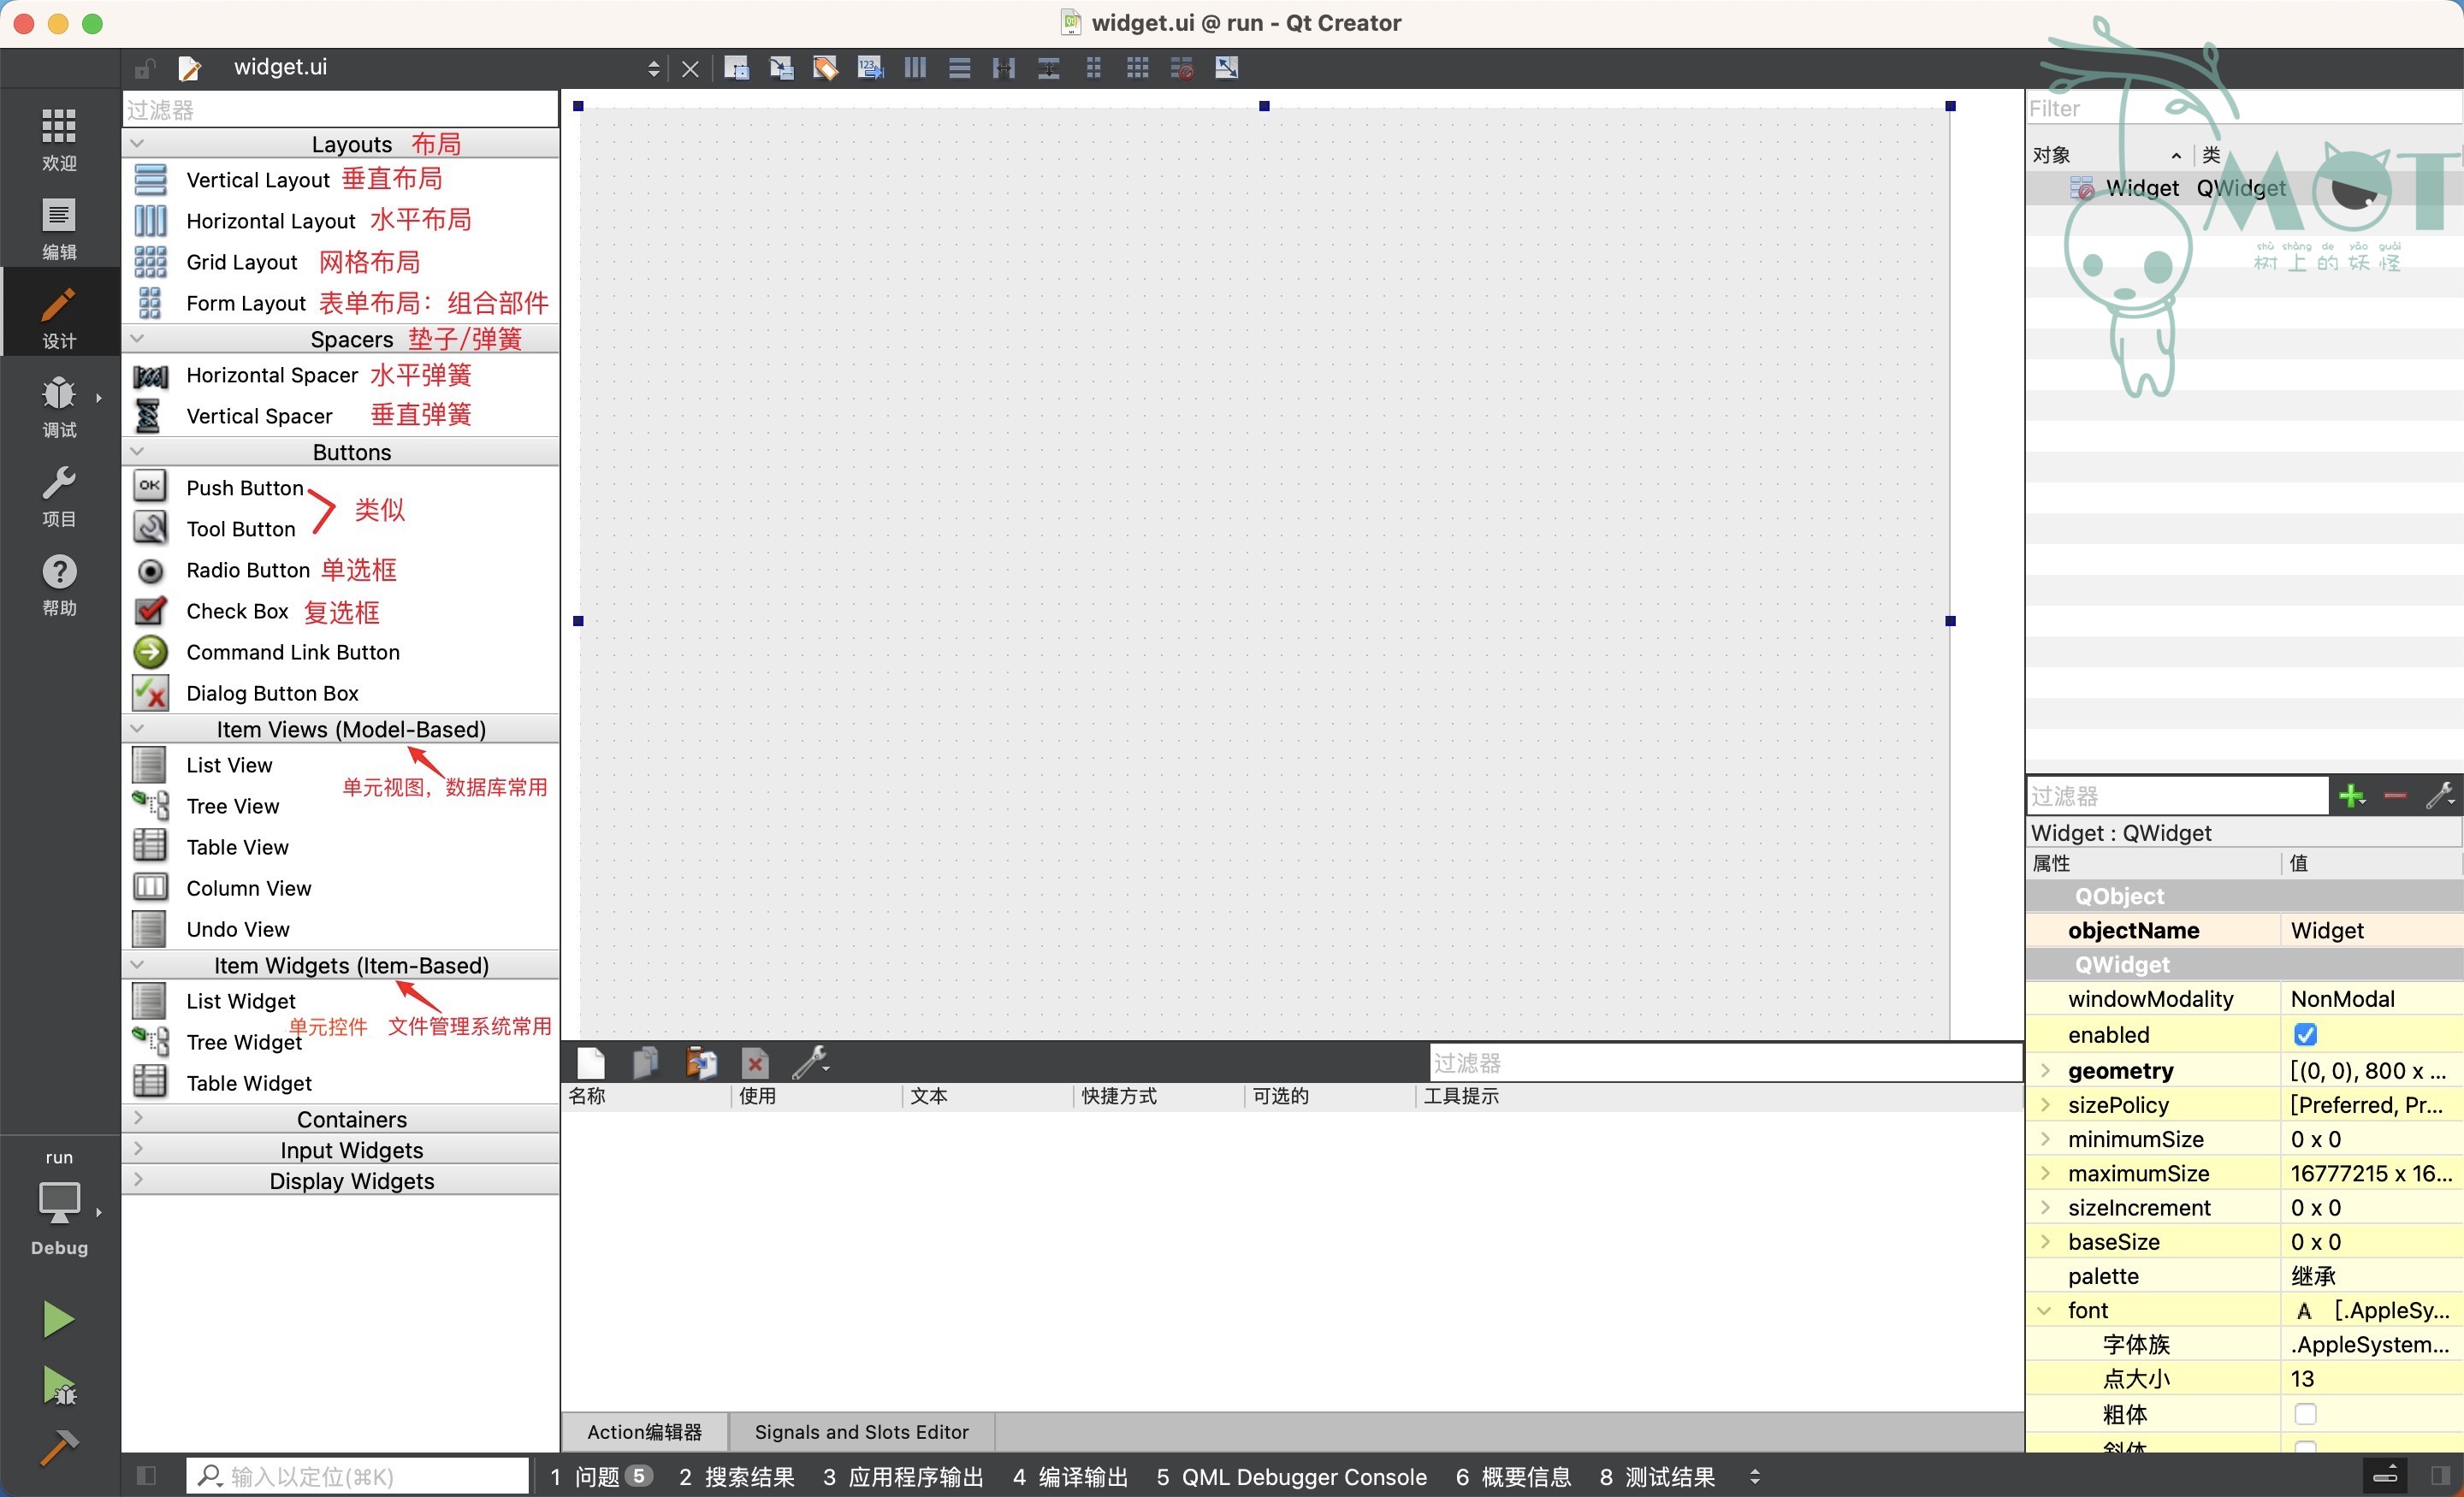 widget.ui @ run - Qt Creator
widget.ui
欢迎
编辑
设计
调试
项目
帮助
run
Debug
过滤器
Layouts 布局
Vertical Layout 垂直布局
Horizontal Layout 水平布局
Grid Layout 网格布局
Form Layout 表单布局：组合部件
Spacers 垫子/弹簧
Horizontal Spacer 水平弹簧
Vertical Spacer 垂直弹簧
Buttons
OK
Push Button
类似
Tool Button
Radio Button 单选框
Check Box 复选框
Command Link Button
Dialog Button Box
Item Views (Model-Based)
List View
单元视图，数据库常用
Tree View
Table View
Column View
Undo View
Item Widgets (Item-Based)
List Widget
单元控件 文件管理系统常用
Tree Widget
Table Widget
Containers
Input Widgets
Display Widgets
过滤器
名称 使用 文本 快捷方式 可选的 工具提示
Action编辑器 Signals and Slots Editor
Filter
对象 类
Widget QWidget
MOT
shù shàng de yāo guài
树上的妖怪
过滤器
Widget : QWidget
属性 值
QObject
objectName Widget
QWidget
windowModality NonModal
enabled
geometry [(0, 0), 800 x ...
sizePolicy [Preferred, Pr...
minimumSize 0 x 0
maximumSize 16777215 x 16...
sizeIncrement 0 x 0
baseSize 0 x 0
palette 继承
font A [.AppleSy...
字体族 .AppleSystem...
点大小 13
粗体
斜体
输入以定位(⌘K) 1 问题 5 2 搜索结果 3 应用程序输出 4 编译输出 5 QML Debugger Console 6 概要信息 8 测试结果